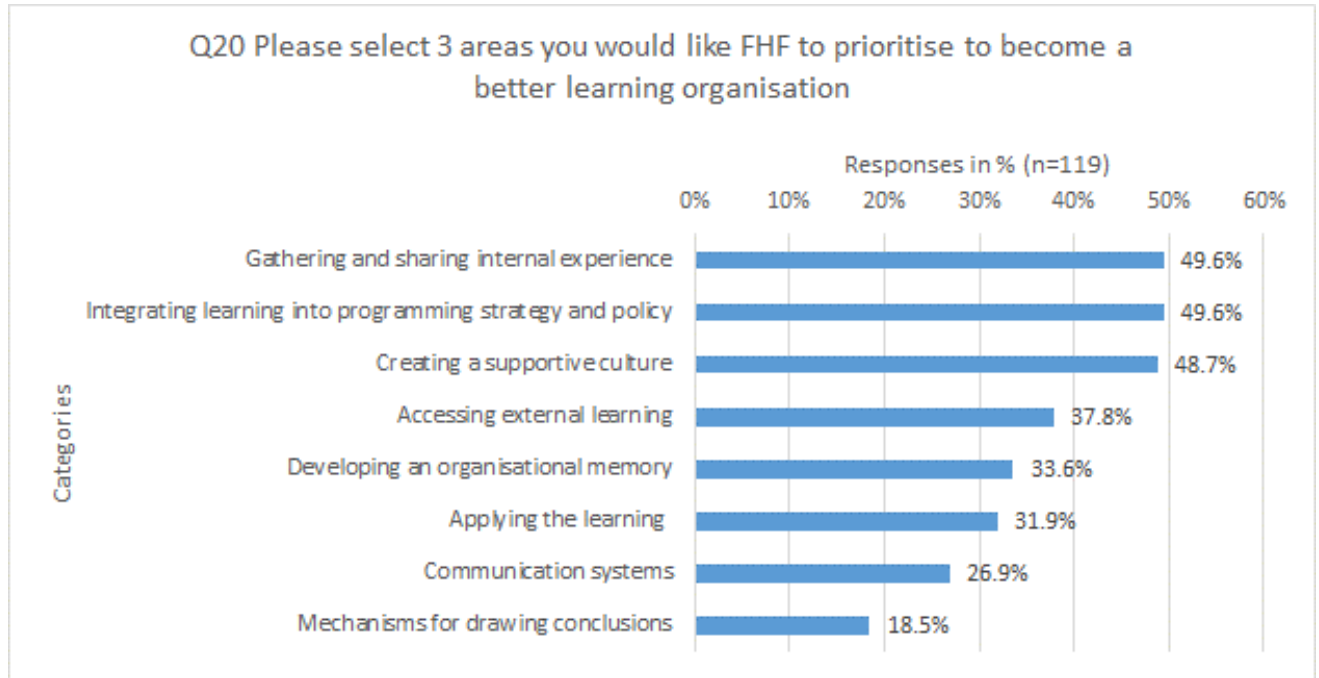 Q20 Please select 3 areas you would like FHF to prioritise to become a
better learning organisation
Responses in % (n=119)
0% 10% 20% 30% 40% 50% 60%
Categories
Gathering and sharing internal experience 49.6%
Integrating learning into programming strategy and policy 49.6%
Creating a supportive culture 48.7%
Accessing external learning 37.8%
Developing an organisational memory 33.6%
Applying the learning 31.9%
Communication systems 26.9%
Mechanisms for drawing conclusions 18.5%